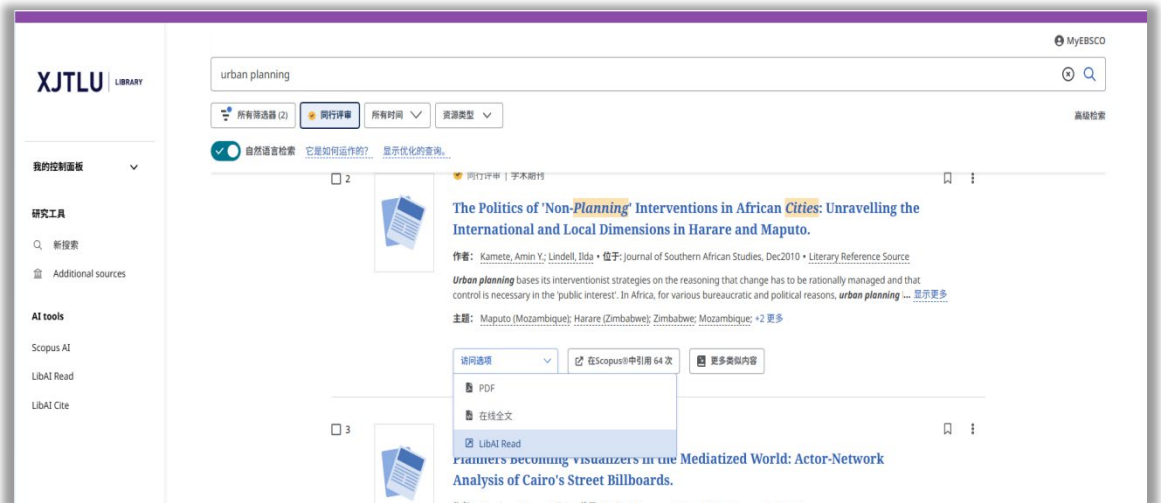 MyEBSCO
XJTLU LIBRARY
urban planning
所有筛选器 (2)
同行评审
所有时间
资源类型
高级检索
自然语言检索 它是如何运作的? 显示优化的查询。
我的控制面板
研究工具
新搜索
Additional sources
AI tools
Scopus AI
LibAI Read
LibAI Cite
2
同行评审 | 学术期刊
The Politics of 'Non-Planning' Interventions in African Cities: Unravelling the
International and Local Dimensions in Harare and Maputo.
作者: Kamete, Amin Y.; Lindell, Ilda • 位于: Journal of Southern African Studies, Dec2010 • Literary Reference Source
Urban planning bases its interventionist strategies on the reasoning that change has to be rationally managed and that
control is necessary in the 'public interest'. In Africa, for various bureaucratic and political reasons, urban planning ... 显示更多
主题: Maputo (Mozambique); Harare (Zimbabwe); Zimbabwe; Mozambique; +2 更多
访问选项
在Scopus®中引用 64 次
更多类似内容
PDF
在线全文
LibAI Read
3
Planners Becoming Visualizers in the Mediatized World: Actor-Network
Analysis of Cairo's Street Billboards.